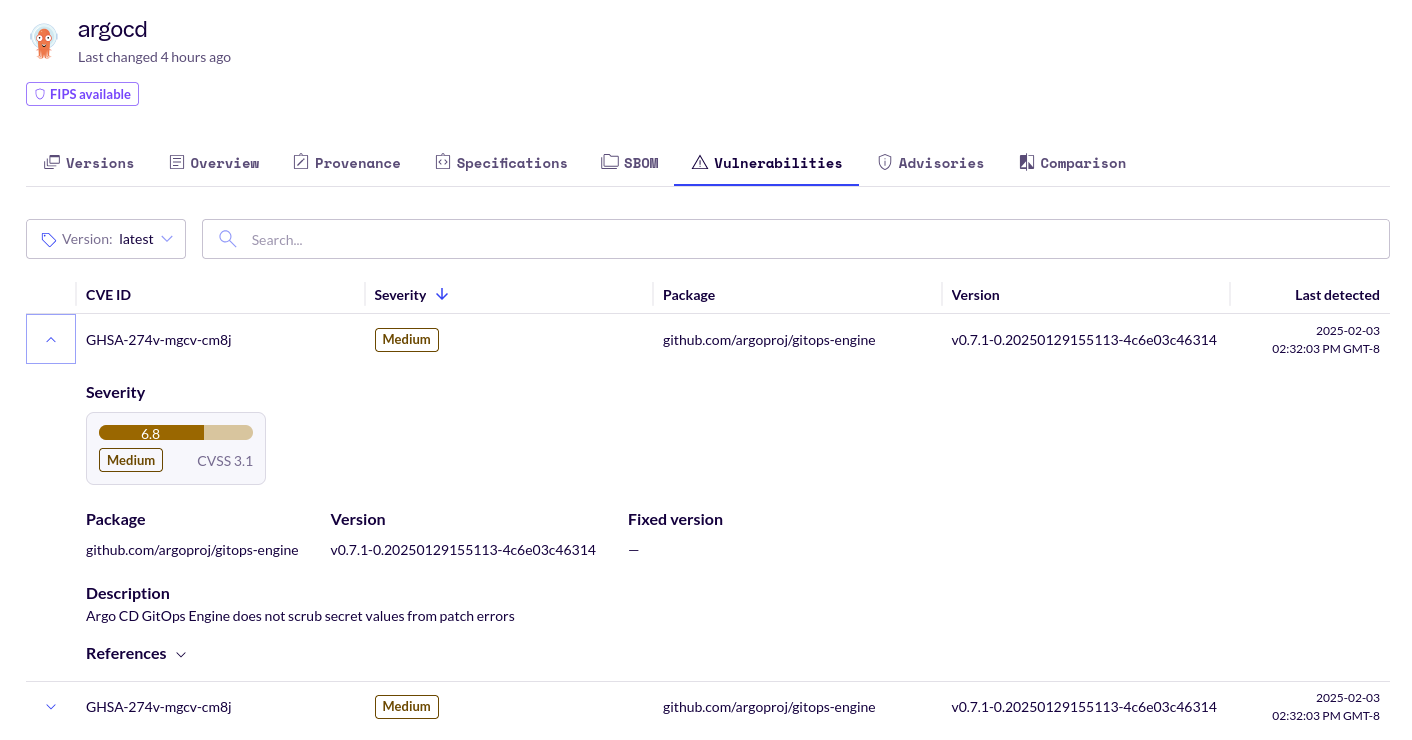 argocd
Last changed 4 hours ago
FIPS available
Versions Overview Provenance Specifications SBOM Vulnerabilities Advisories Comparison
Version: latest Search...
CVE ID Severity Package Version Last detected
GHSA-274v-mgcv-cm8j Medium github.com/argoproj/gitops-engine v0.7.1-0.20250129155113-4c6e03c46314 2025-02-03
02:32:03 PM GMT-8
Severity
6.8
Medium CVSS 3.1
Package Version Fixed version
github.com/argoproj/gitops-engine v0.7.1-0.20250129155113-4c6e03c46314 —
Description
Argo CD GitOps Engine does not scrub secret values from patch errors
References
GHSA-274v-mgcv-cm8j Medium github.com/argoproj/gitops-engine v0.7.1-0.20250129155113-4c6e03c46314 2025-02-03
02:32:03 PM GMT-8